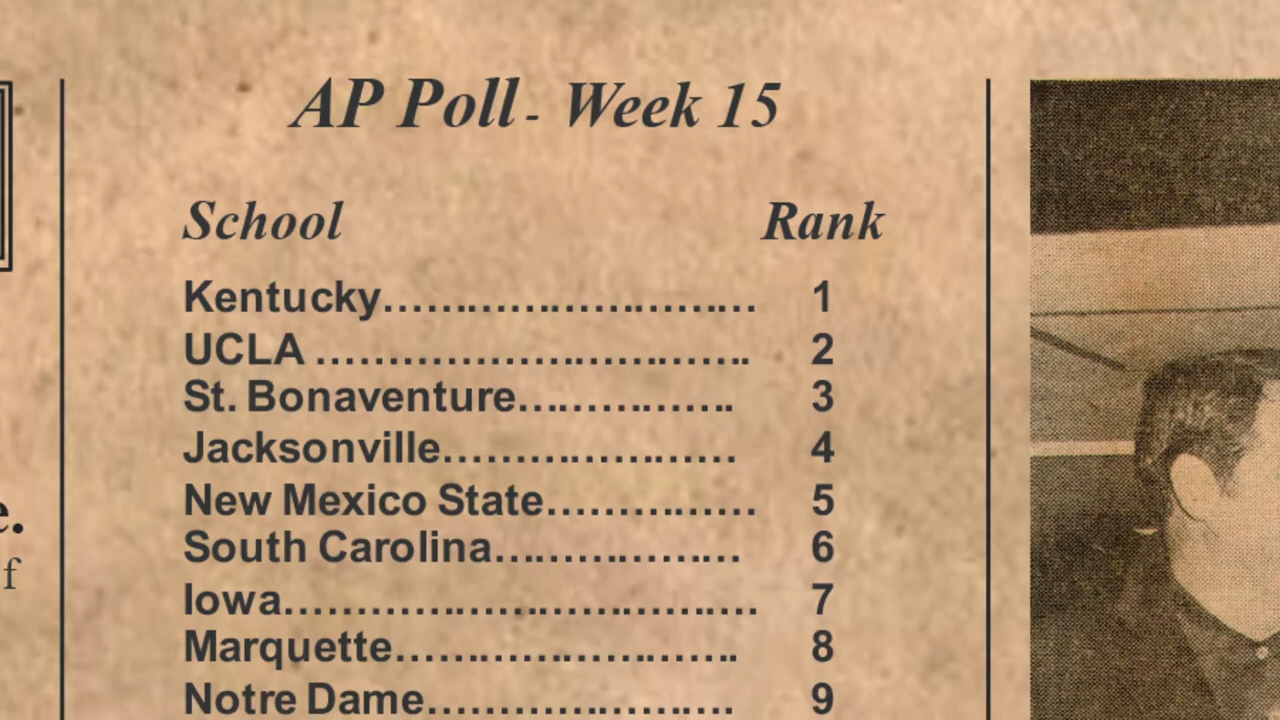 AP Poll - Week 15
School Rank
Kentucky.................................... 1
UCLA .................................... 2
St. Bonaventure..................... 3
Jacksonville............................ 4
New Mexico State.................... 5
South Carolina........................ 6
Iowa.............................................. 7
Marquette................................. 8
Notre Dame.............................. 9
e.
f